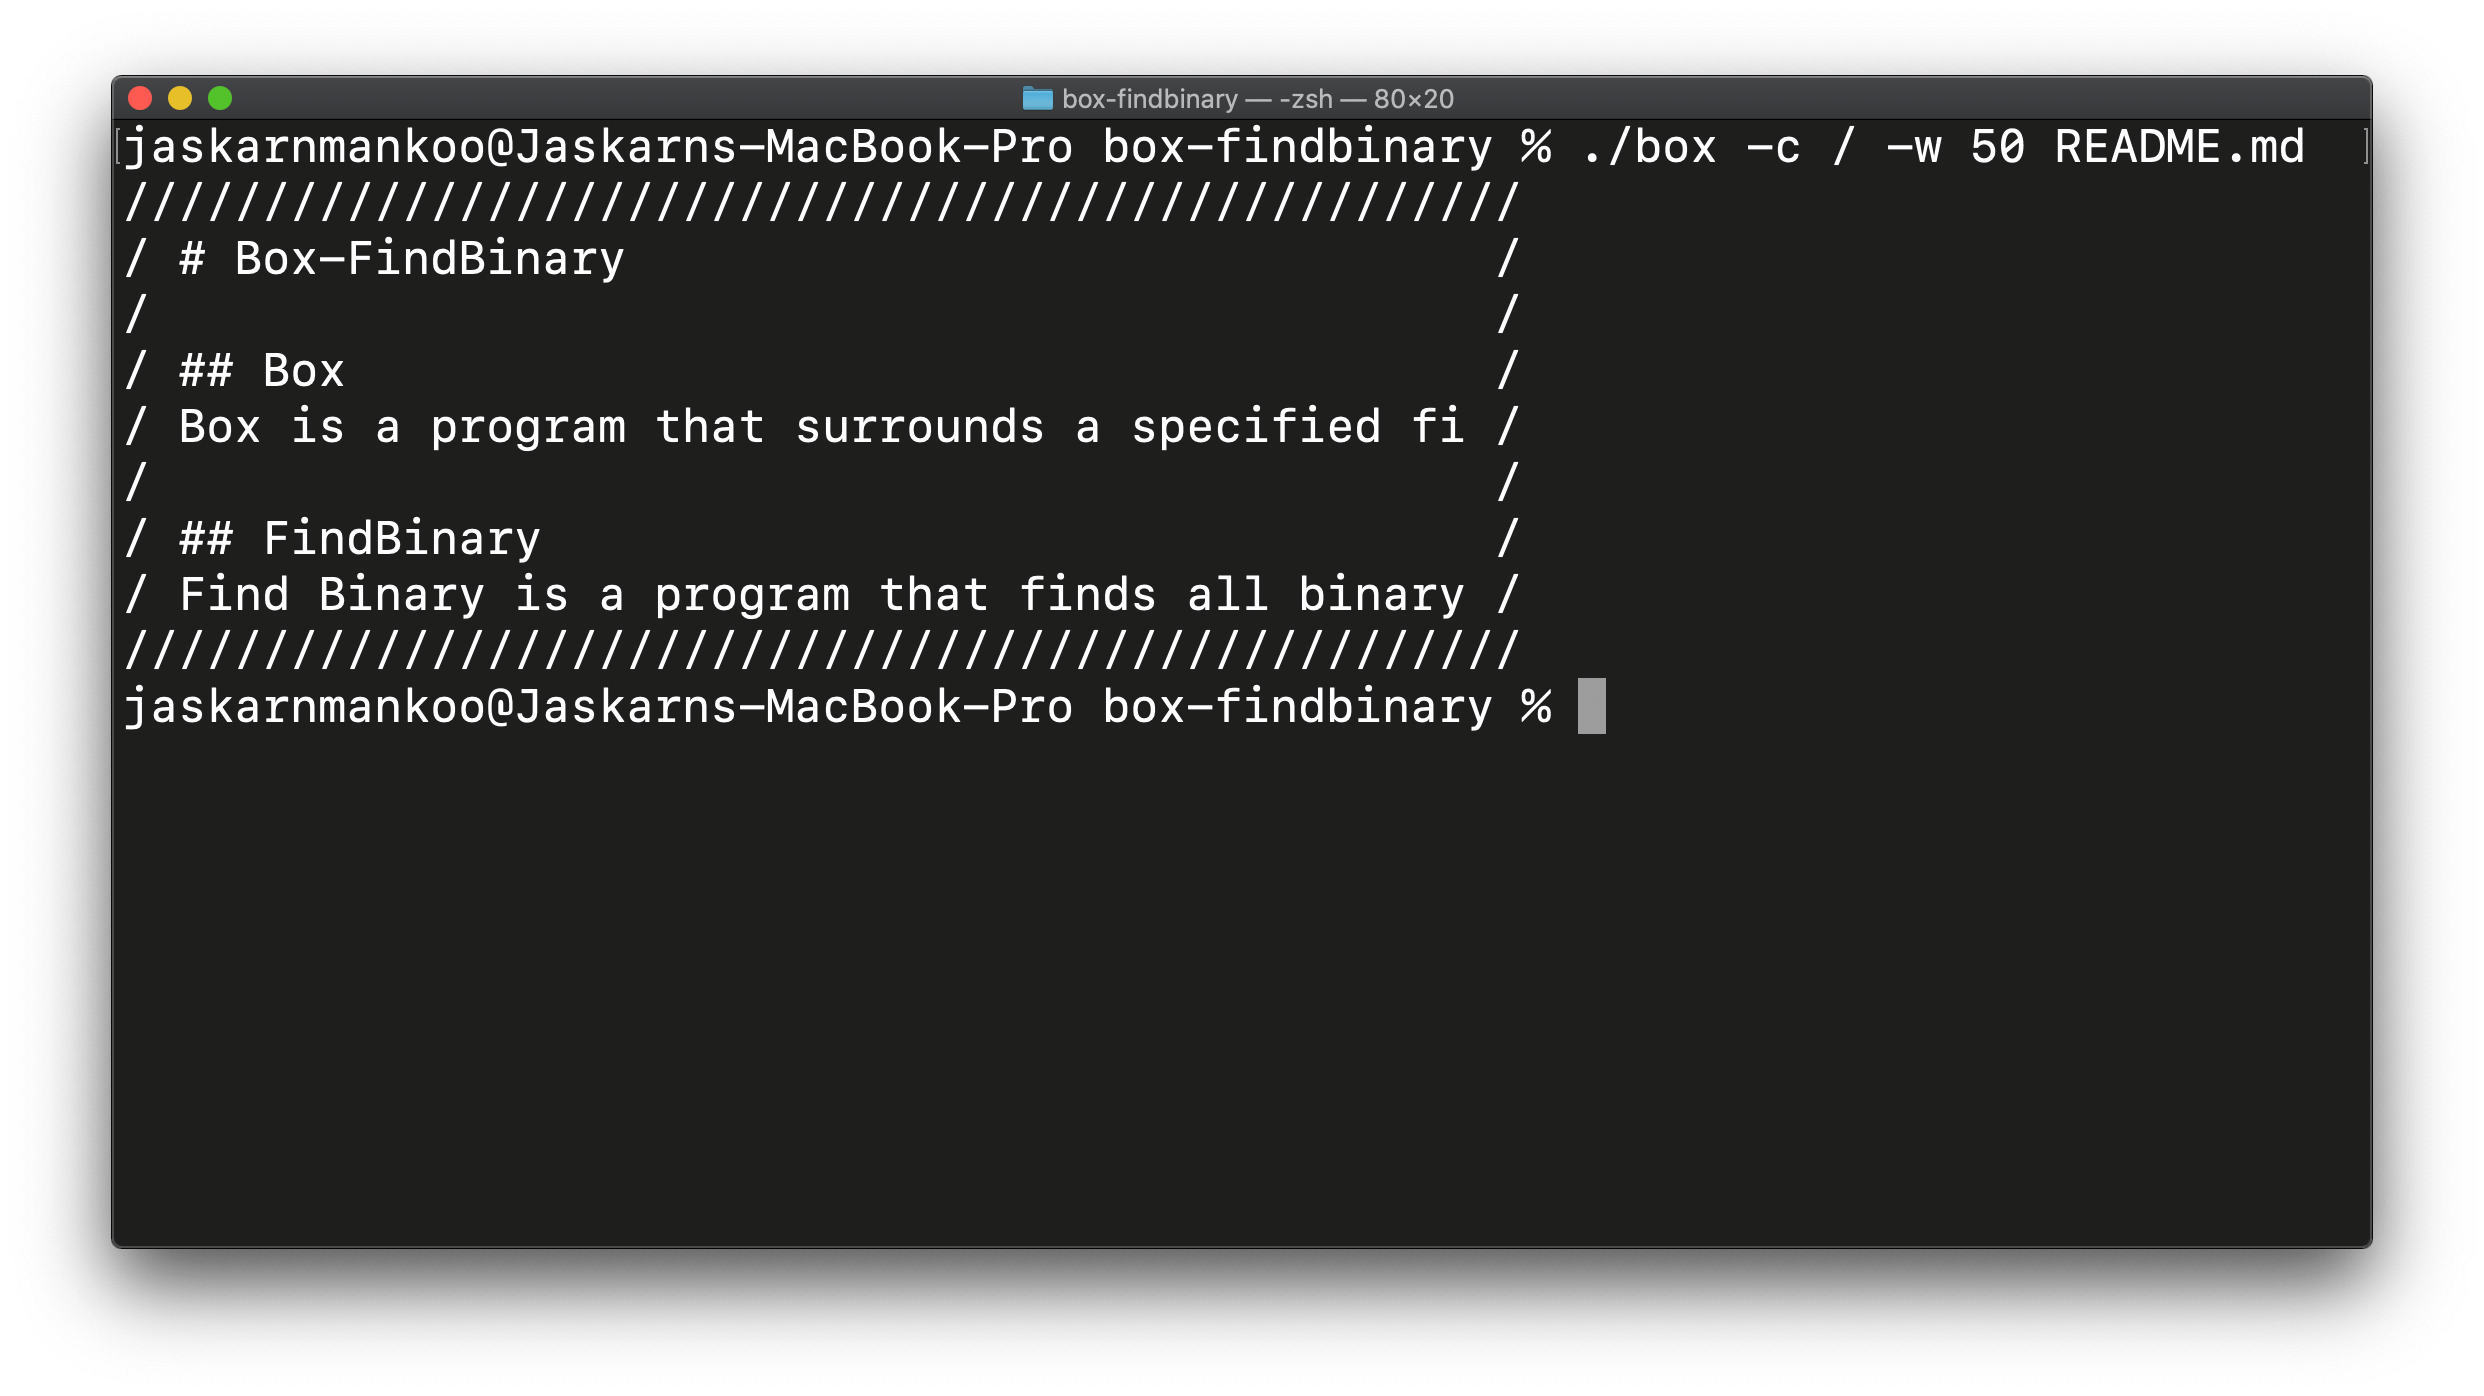 box-findbinary — -zsh — 80×20
jaskarnmankoo@Jaskarns-MacBook-Pro box-findbinary % ./box -c / -w 50 README.md
//////////////////////////////////////////////////
/ # Box-FindBinary                               /
/                                                /
/ ## Box                                         /
/ Box is a program that surrounds a specified fi /
/                                                /
/ ## FindBinary                                  /
/ Find Binary is a program that finds all binary /
//////////////////////////////////////////////////
jaskarnmankoo@Jaskarns-MacBook-Pro box-findbinary %